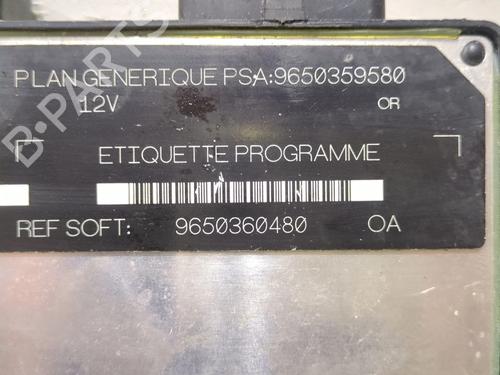 PLAN GENERIQUE PSA:9650359580
12V OR
ETIQUETTE PROGRAMME
REF SOFT: 9650360480 OA
B-PARTS